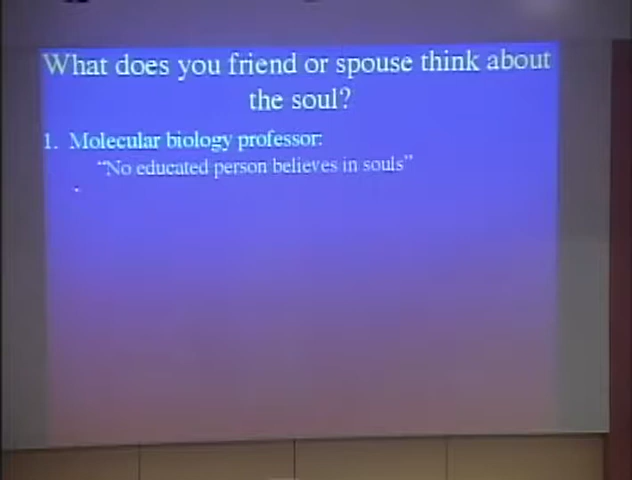 What does you friend or spouse think about
the soul?
1. Molecular biology professor:
"No educated person believes in souls"